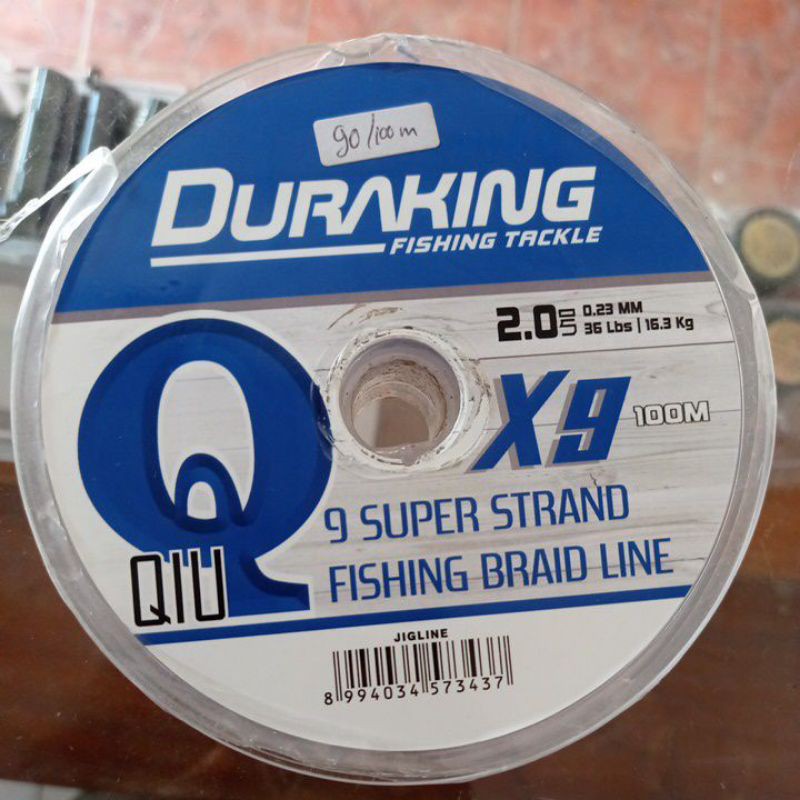 90/100m
DURAKING
FISHING TACKLE
2.0 UND 0.23 MM
36 Lbs | 16.3 Kg
X9 100M
9 SUPER STRAND
FISHING BRAID LINE
Q
QIU
JIGLINE
8 994034 573437